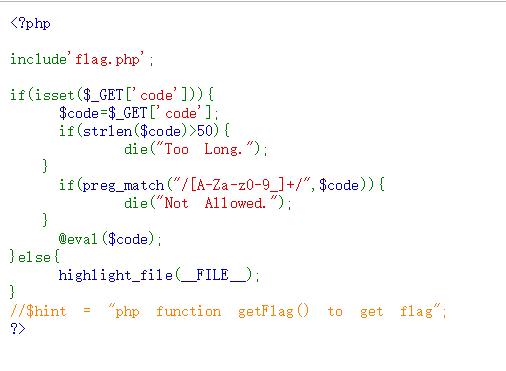 <?php
include'flag.php';
if(isset($_GET['code'])){
$code=$_GET['code'];
if(strlen($code)>50){
die("Too Long.");
}
if(preg_match("/[A-Za-z0-9_]+/",$code)){
die("Not Allowed.");
}
@eval($code);
}else{
highlight_file(__FILE__);
}
//$hint = "php function getFlag() to get flag";
?>